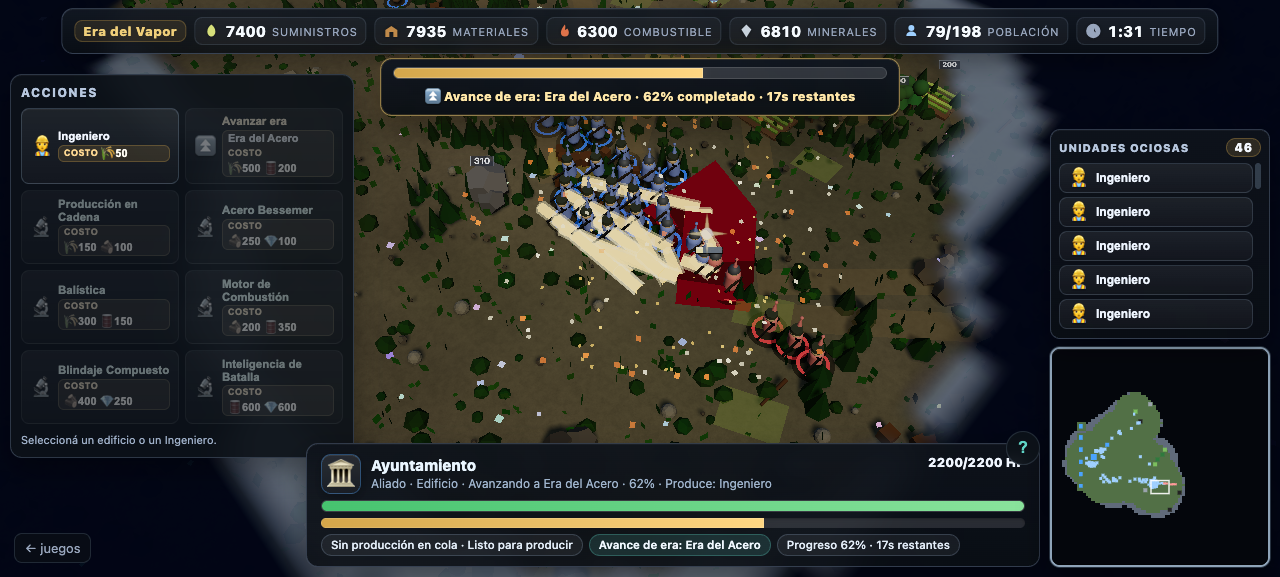 Era del Vapor
7400 SUMINISTROS
7935 MATERIALES
6300 COMBUSTIBLE
6810 MINERALES
79/198 POBLACIÓN
1:31 TIEMPO
Avance de era: Era del Acero · 62% completado · 17s restantes
200
310
ACCIONES
Ingeniero
COSTO 50
Avanzar era
Era del Acero
COSTO
500 200
Producción en
Cadena
COSTO
150 100
Acero Bessemer
COSTO
250 100
Balística
COSTO
300 150
Motor de
Combustión
COSTO
200 350
Blindaje Compuesto
COSTO
400 250
Inteligencia de
Batalla
COSTO
600 600
Seleccioná un edificio o un Ingeniero.
UNIDADES OCIOSAS 46
Ingeniero
Ingeniero
Ingeniero
Ingeniero
Ingeniero
?
Ayuntamiento
2200/2200
Aliado · Edificio · Avanzando a Era del Acero · 62% · Produce: Ingeniero
Sin producción en cola · Listo para producir
Avance de era: Era del Acero
Progreso 62% · 17s restantes
← juegos